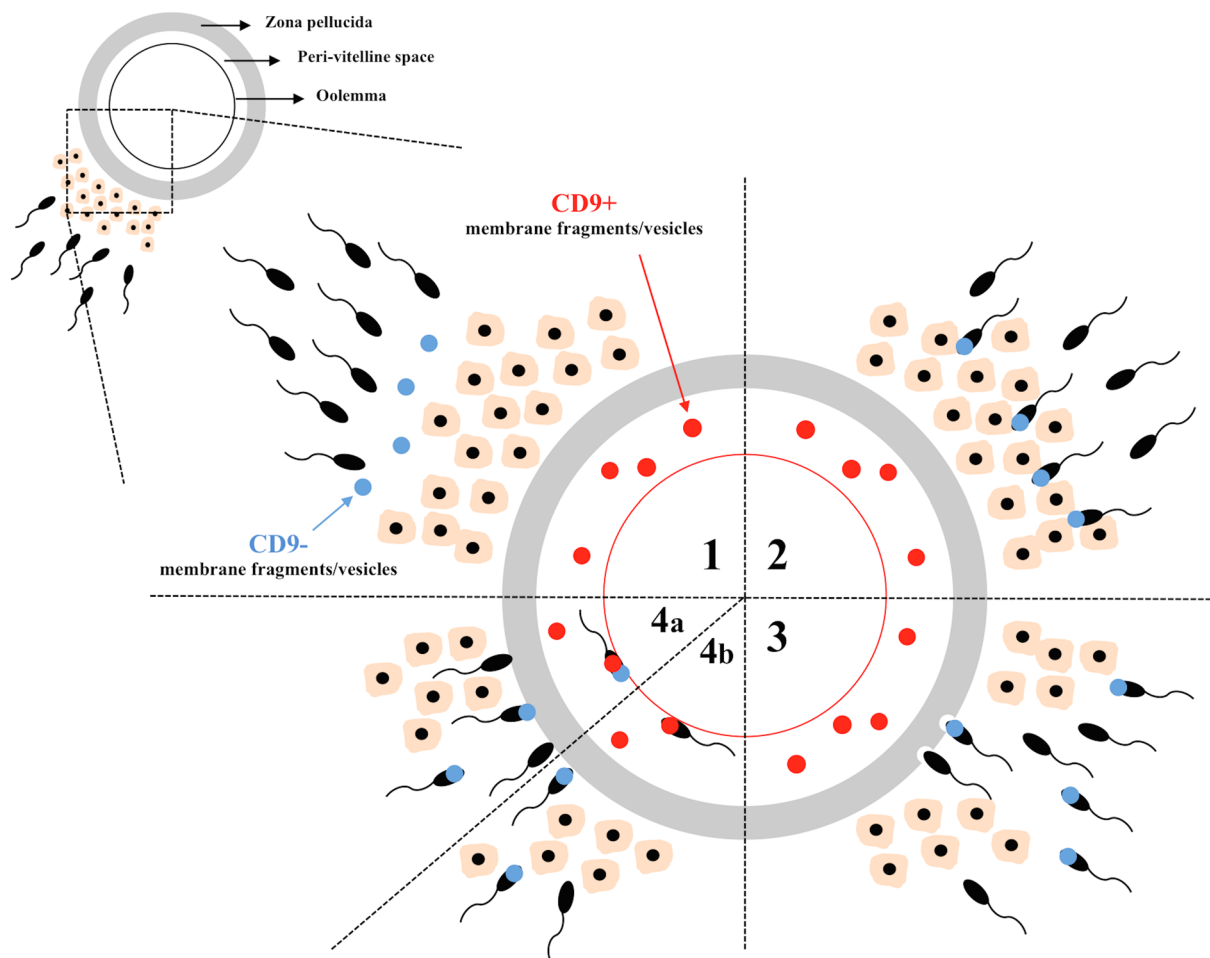 Zona pellucida
Peri-vitelline space
Oolemma
CD9+
membrane fragments/vesicles
CD9-
membrane fragments/vesicles
1
2
4a
4b
3